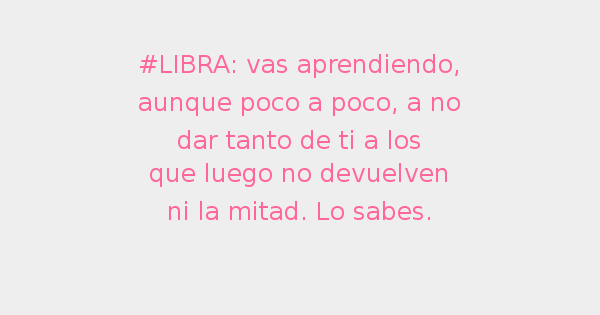 #LIBRA: vas aprendiendo,
aunque poco a poco, a no
dar tanto de ti a los
que luego no devuelven
ni la mitad. Lo sabes.